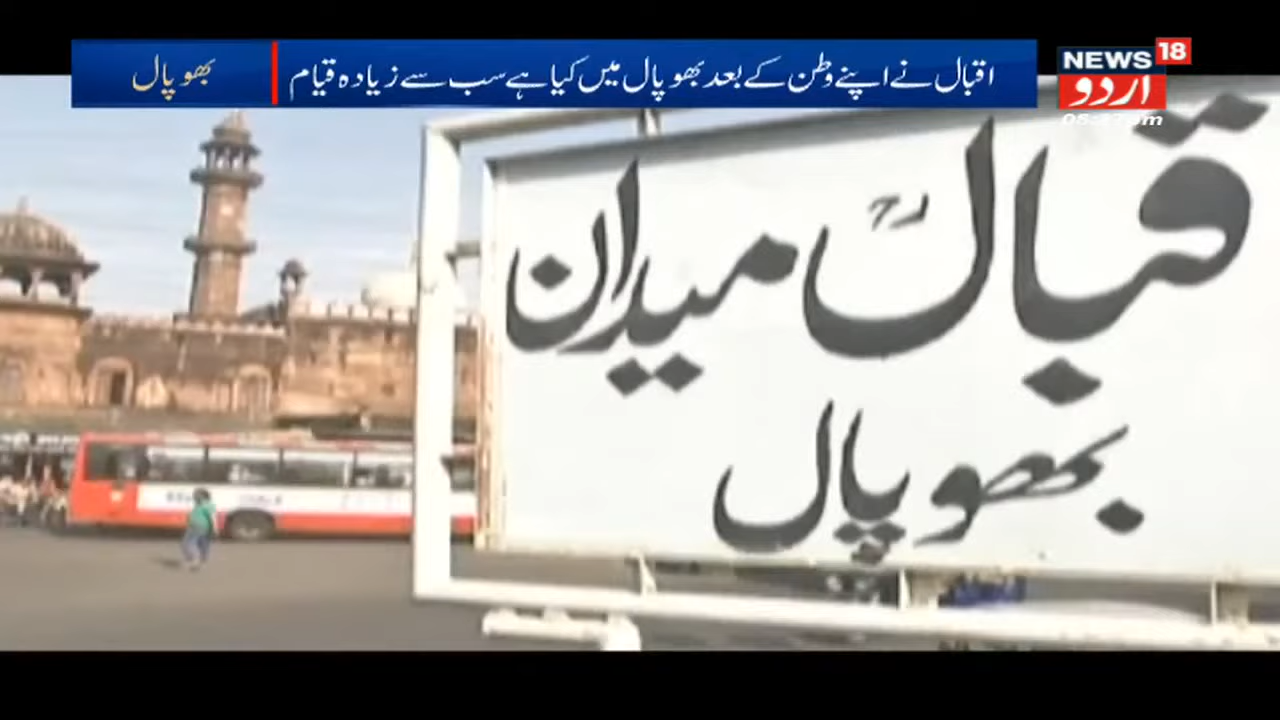 اقبال نے اپنے وطن کے بعد بھوپال میں کیا ہے سب سے زیادہ قیام
بھوپال
NEWS 18
اردو
قبال میدان
بھوپال